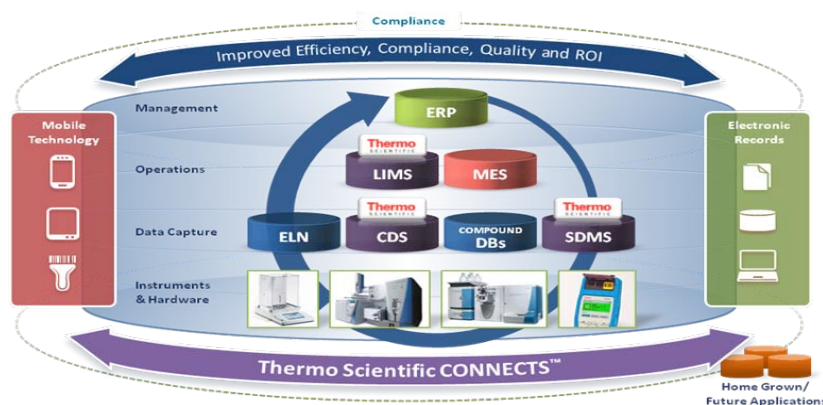 Compliance
Improved Efficiency, Compliance, Quality and ROI
Mobile
Technology
Management
ERP
Electronic
Records
Thermo
SCIENTIFIC
Operations
LIMS
MES
Thermo
SCIENTIFIC
Thermo
SCIENTIFIC
Data Capture
ELN
CDS
COMPOUND
DBs
SDMS
Instruments
& Hardware
Thermo Scientific CONNECTS™
Home Grown/
Future Applications